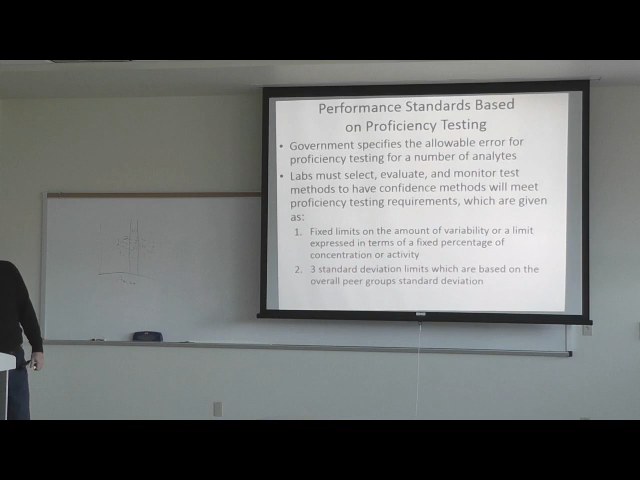 Performance Standards Based
on Proficiency Testing
• Government specifies the allowable error for
proficiency testing for a number of analytes
• Labs must select, evaluate, and monitor test
methods to have confidence methods will meet
proficiency testing requirements, which are given
as:
1. Fixed limits on the amount of variability or a limit
expressed in terms of a fixed percentage of
concentration or activity
2. 3 standard deviation limits which are based on the
overall peer groups standard deviation